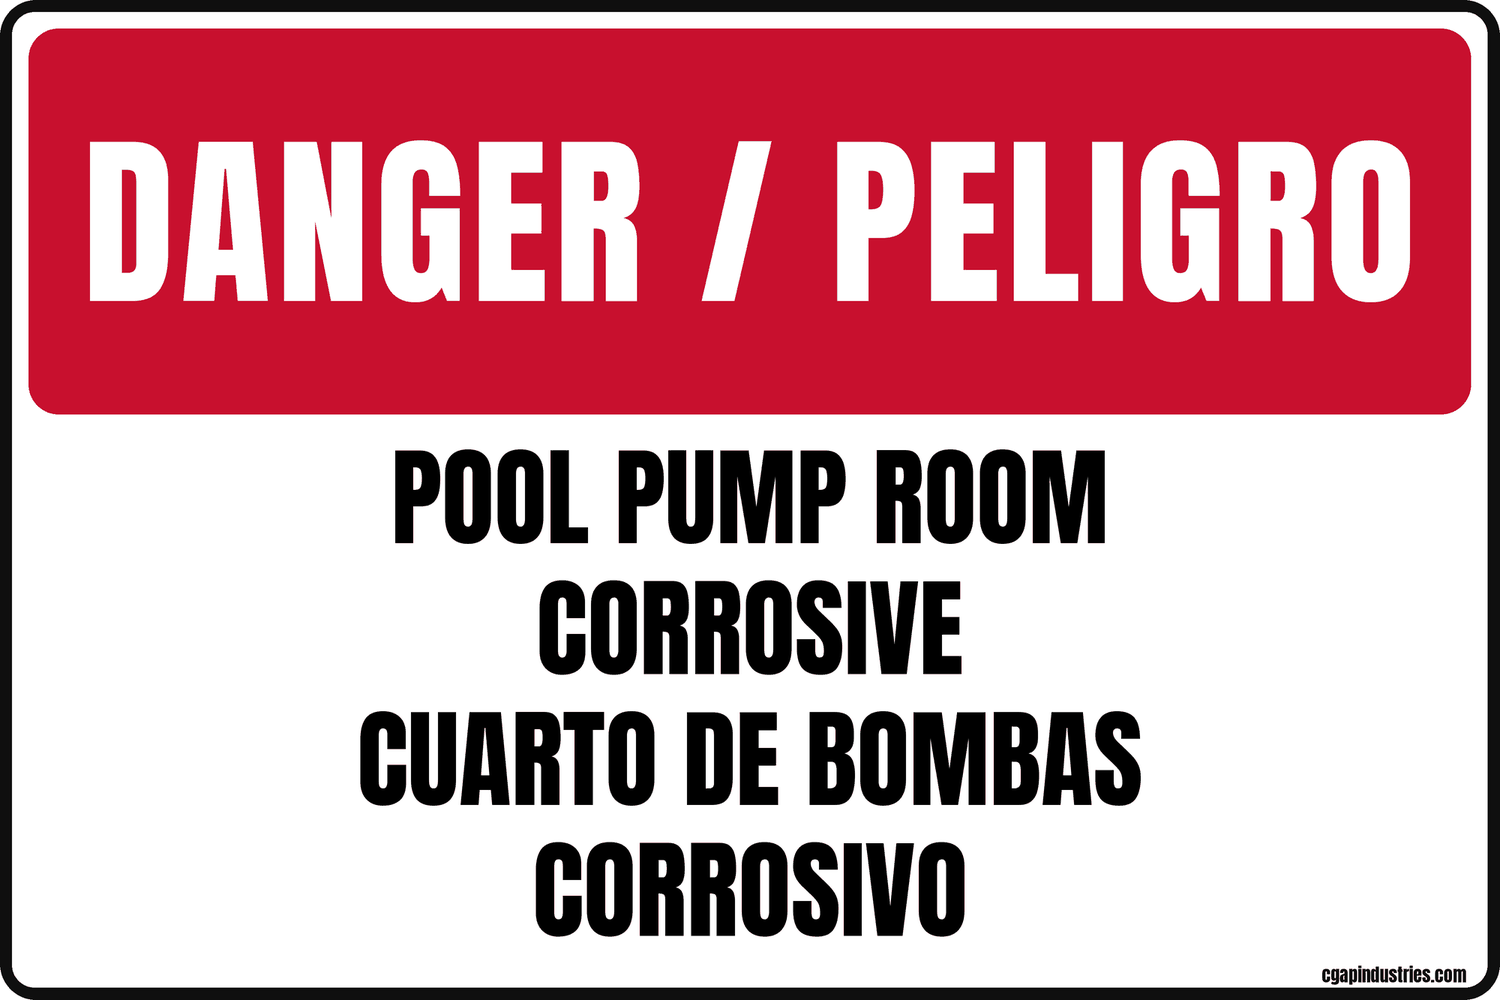 DANGER / PELIGRO
POOL PUMP ROOM
CORROSIVE
CUARTO DE BOMBAS
CORROSIVO
cgapindustries.com